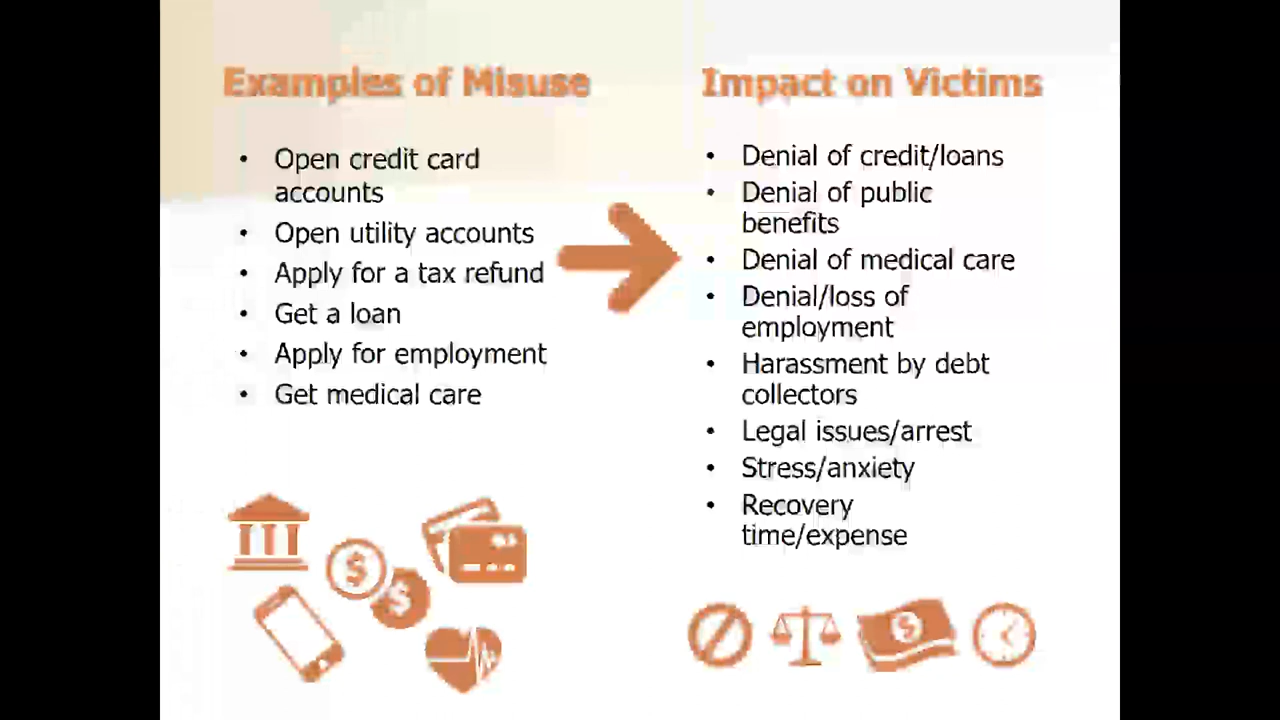 Examples of Misuse
• Open credit card
accounts
• Open utility accounts
• Apply for a tax refund
• Get a loan
• Apply for employment
• Get medical care
Impact on Victims
• Denial of credit/loans
• Denial of public
benefits
• Denial of medical care
• Denial/loss of
employment
• Harassment by debt
collectors
• Legal issues/arrest
• Stress/anxiety
• Recovery
time/expense
$
$
$